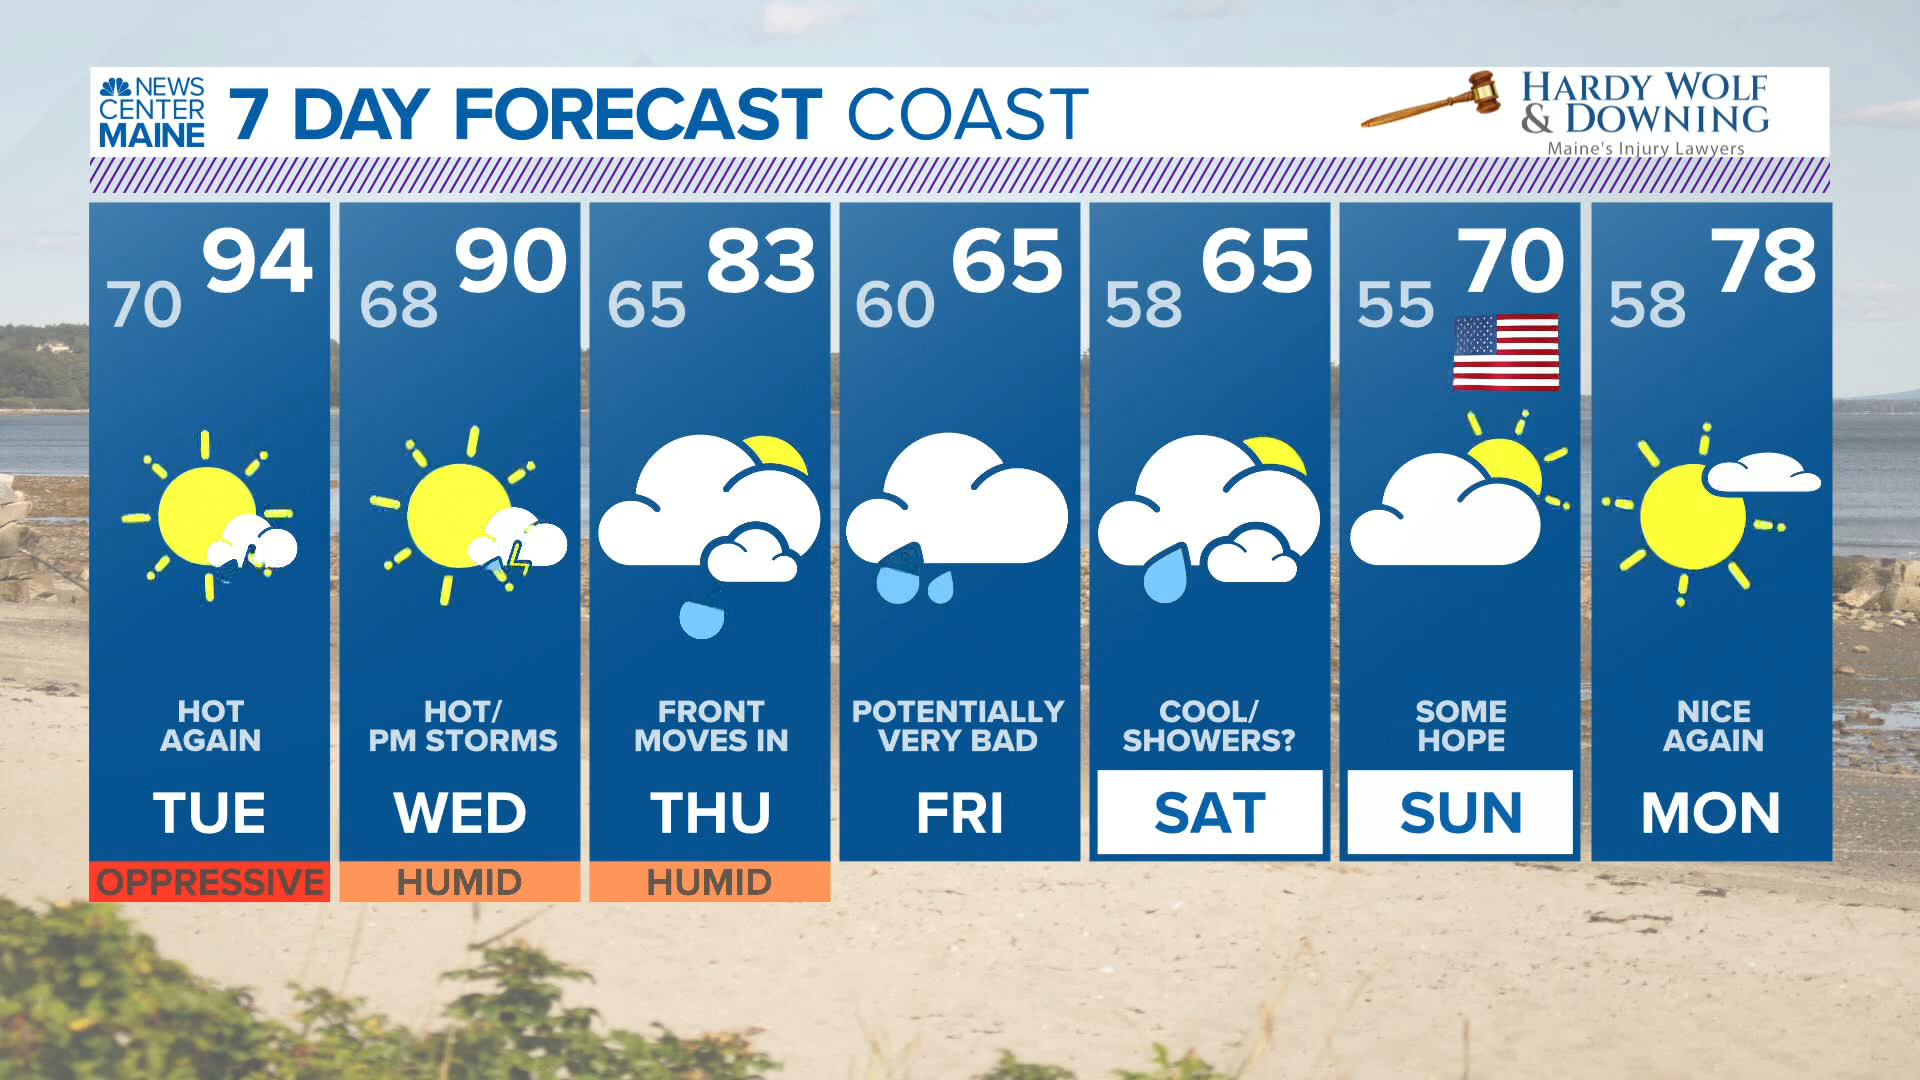 NEWS
CENTER
MAINE
7 DAY FORECAST COAST
HARDY WOLF
& DOWNING
Maine's Injury Lawyers
70 94
68 90
65 83
60 65
58 65
55 70
58 78
HOT
AGAIN
HOT/
PM STORMS
FRONT
MOVES IN
POTENTIALLY
VERY BAD
COOL/
SHOWERS?
SOME
HOPE
NICE
AGAIN
TUE
WED
THU
FRI
SAT
SUN
MON
OPPRESSIVE
HUMID
HUMID